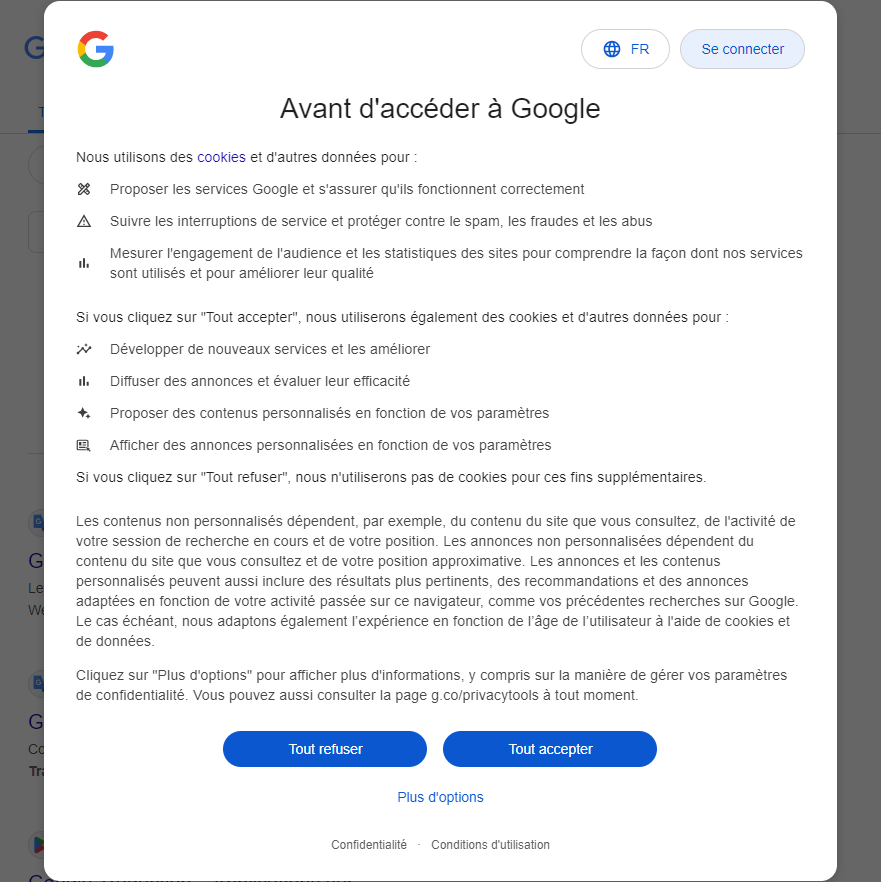 FR
Se connecter
Avant d'accéder à Google
Nous utilisons des cookies et d'autres données pour :
Proposer les services Google et s'assurer qu'ils fonctionnent correctement
Suivre les interruptions de service et protéger contre le spam, les fraudes et les abus
Mesurer l'engagement de l'audience et les statistiques des sites pour comprendre la façon dont nos services
sont utilisés et pour améliorer leur qualité
Si vous cliquez sur "Tout accepter", nous utiliserons également des cookies et d'autres données pour :
Développer de nouveaux services et les améliorer
Diffuser des annonces et évaluer leur efficacité
Proposer des contenus personnalisés en fonction de vos paramètres
Afficher des annonces personnalisées en fonction de vos paramètres
Si vous cliquez sur "Tout refuser", nous n'utiliserons pas de cookies pour ces fins supplémentaires.
Les contenus non personnalisés dépendent, par exemple, du contenu du site que vous consultez, de l'activité de
votre session de recherche en cours et de votre position. Les annonces non personnalisées dépendent du
contenu du site que vous consultez et de votre position approximative. Les annonces et les contenus
personnalisés peuvent aussi inclure des résultats plus pertinents, des recommandations et des annonces
adaptées en fonction de votre activité passée sur ce navigateur, comme vos précédentes recherches sur Google.
Le cas échéant, nous adaptons également l’expérience en fonction de l’âge de l’utilisateur à l'aide de cookies et
de données.
Cliquez sur "Plus d'options" pour afficher plus d'informations, y compris sur la manière de gérer vos paramètres
de confidentialité. Vous pouvez aussi consulter la page g.co/privacytools à tout moment.
Tout refuser
Tout accepter
Plus d'options
Confidentialité · Conditions d'utilisation